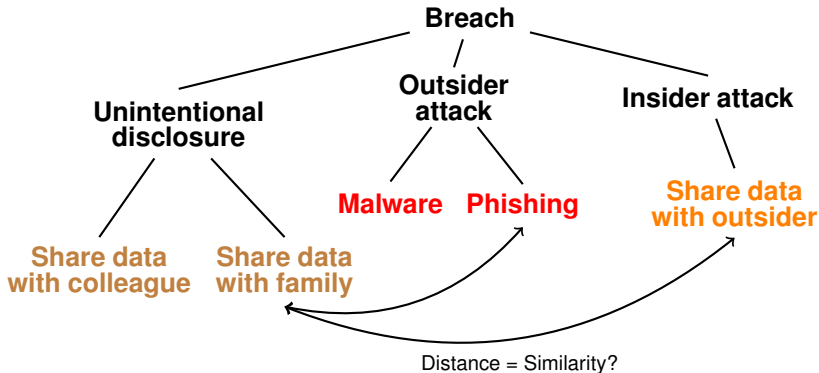 Breach
Unintentional
disclosure
Outsider
attack
Insider attack
Malware
Phishing
Share data
with outsider
Share data
with colleague
Share data
with family
Distance = Similarity?